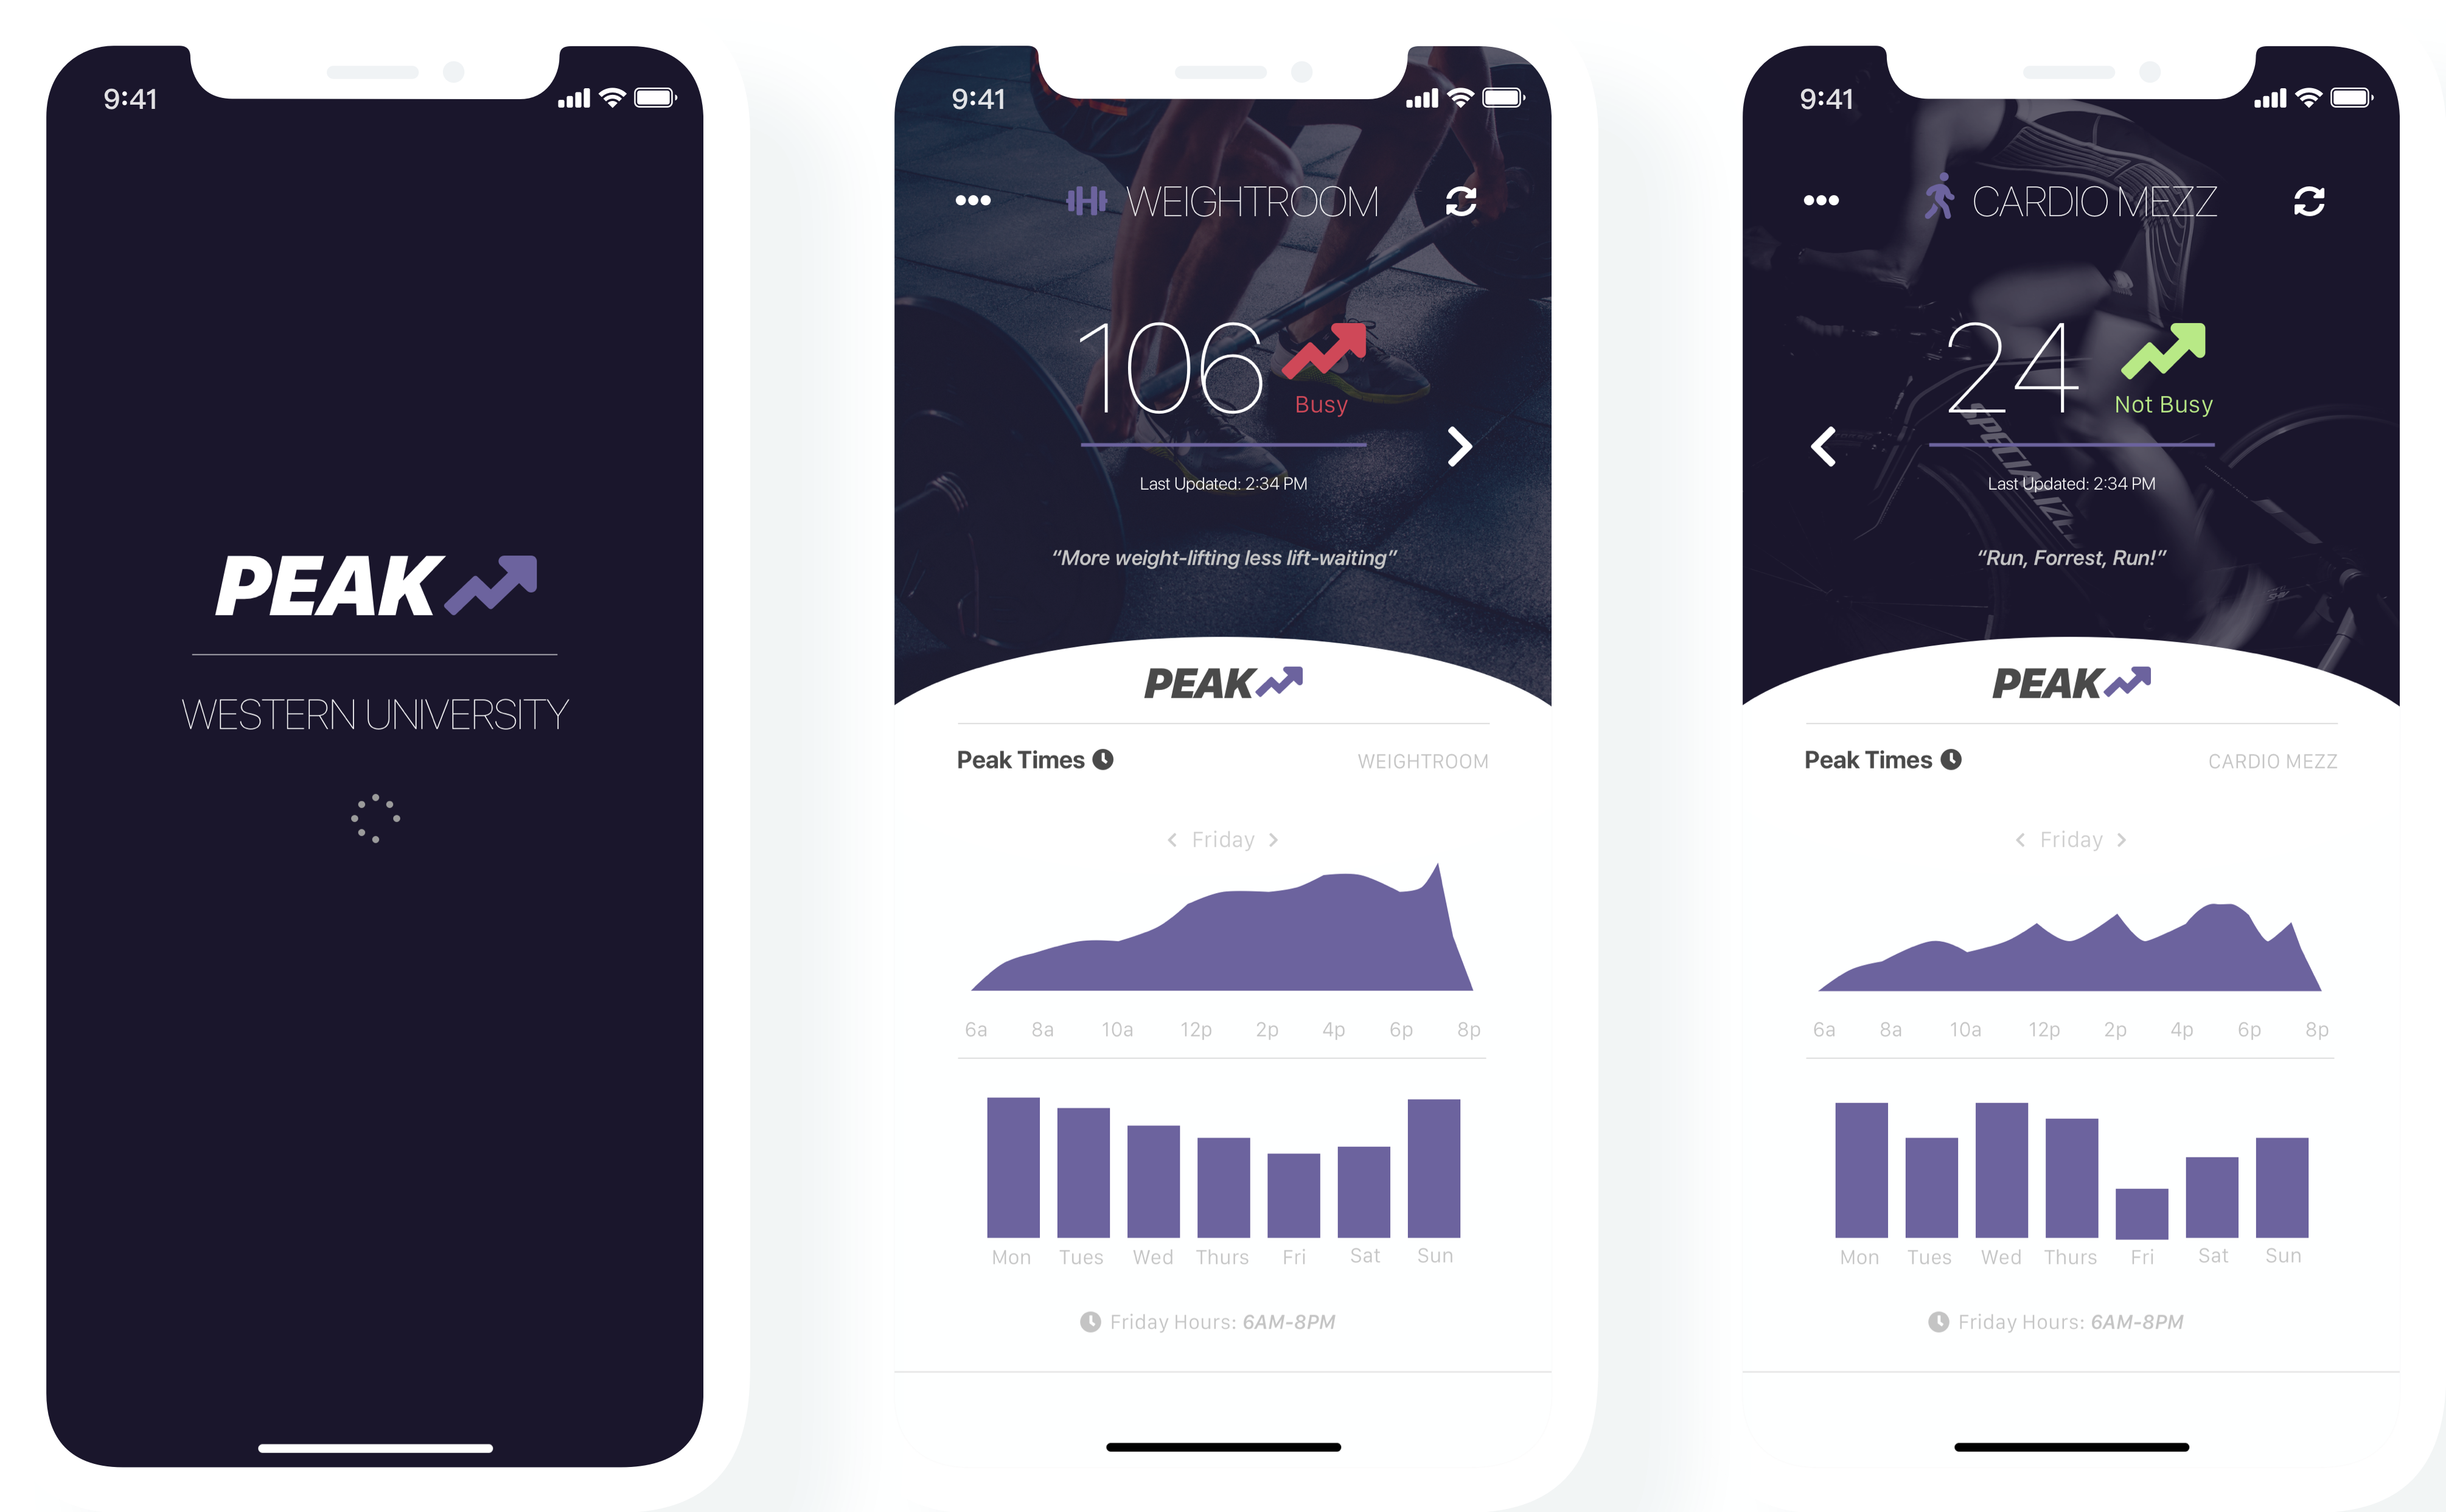 9:41
PEAK
WESTERN UNIVERSITY
9:41
WEIGHTROOM
106
Busy
Last Updated: 2:34 PM
“More weight-lifting less lift-waiting”
PEAK
Peak Times WEIGHTROOM
Friday
6a 8a 10a 12p 2p 4p 6p 8p
Mon Tues Wed Thurs Fri Sat Sun
Friday Hours: 6AM-8PM
9:41
CARDIO MEZZ
24
Not Busy
SPECIALIZE
Last Updated: 2:34 PM
“Run, Forrest, Run!”
PEAK
Peak Times CARDIO MEZZ
Friday
6a 8a 10a 12p 2p 4p 6p 8p
Mon Tues Wed Thurs Fri Sat Sun
Friday Hours: 6AM-8PM